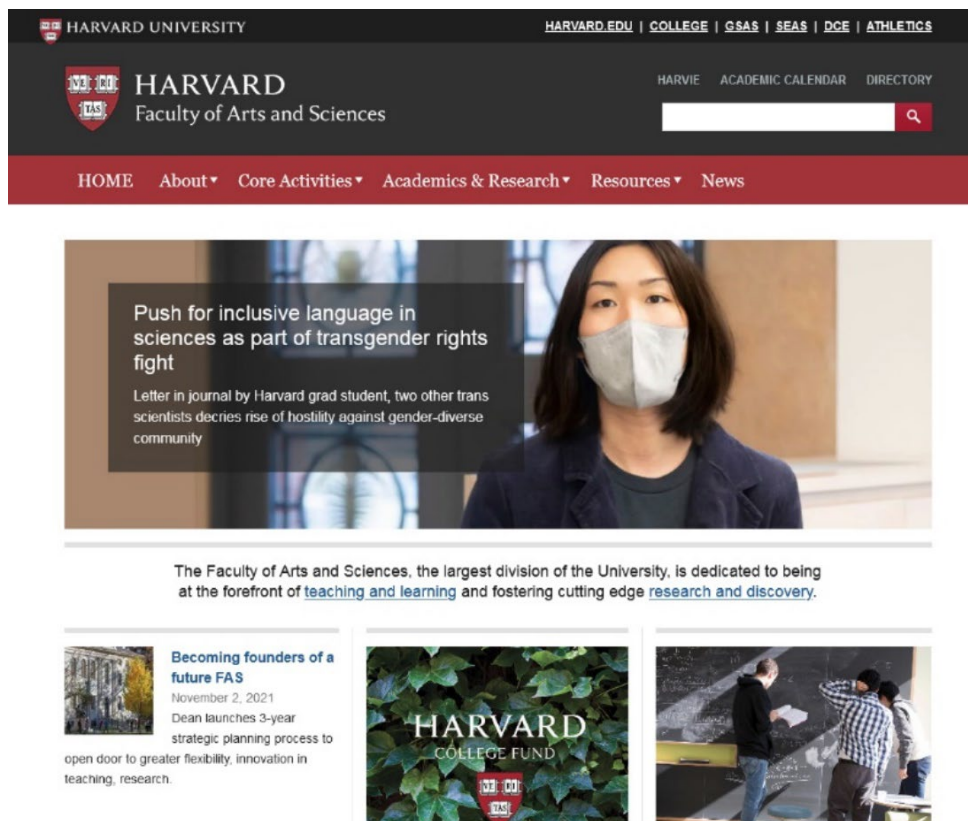 HARVARD UNIVERSITY
HARVARD.EDU | COLLEGE | GSAS | SEAS | DCE | ATHLETICS
VE RI
TAS
HARVARD
Faculty of Arts and Sciences
HARVIE ACADEMIC CALENDAR DIRECTORY
HOME About Core Activities Academics & Research Resources News
Push for inclusive language in
sciences as part of transgender rights
fight
Letter in journal by Harvard grad student, two other trans
scientists decries rise of hostility against gender-diverse
community
The Faculty of Arts and Sciences, the largest division of the University, is dedicated to being
at the forefront of teaching and learning and fostering cutting edge research and discovery.
Becoming founders of a
future FAS
November 2, 2021
Dean launches 3-year
strategic planning process to
open door to greater flexibility, innovation in
teaching, research.
HARVARD
COLLEGE FUND
VE RI
TAS